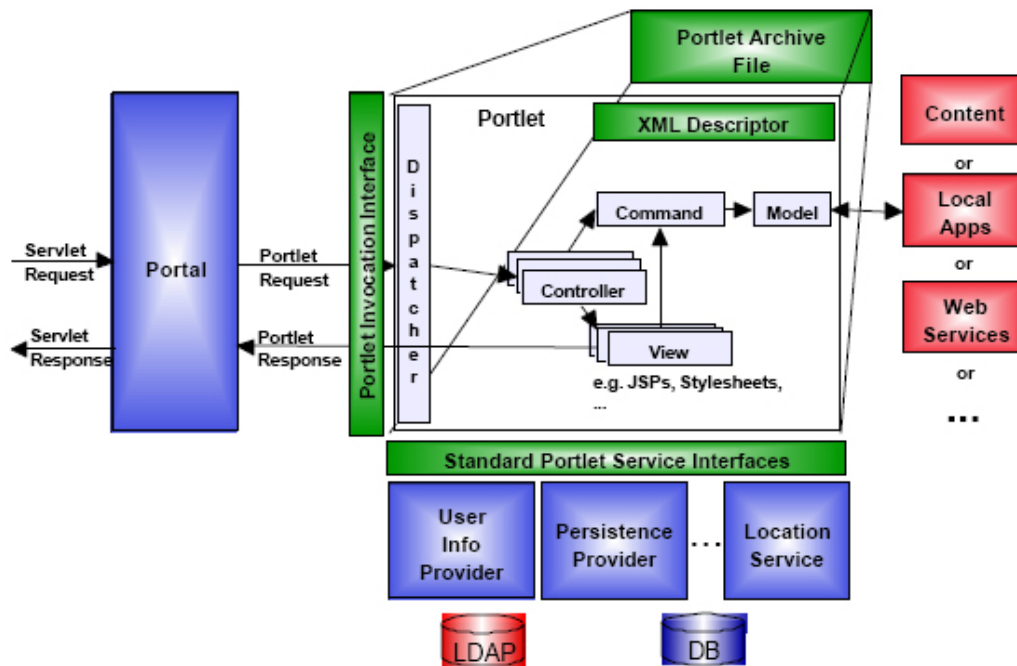 Portlet Archive
File
Portlet
XML Descriptor
Content
or
Local
Apps
or
Web
Services
or
...
Servlet
Request
Servlet
Response
Portal
Portlet
Request
Portlet
Response
Portlet Invocation Interface
Dispatcher
Command
Model
Controller
View
e.g. JSPs, Stylesheets,
...
Standard Portlet Service Interfaces
User
Info
Provider
Persistence
Provider
...
Location
Service
LDAP
DB